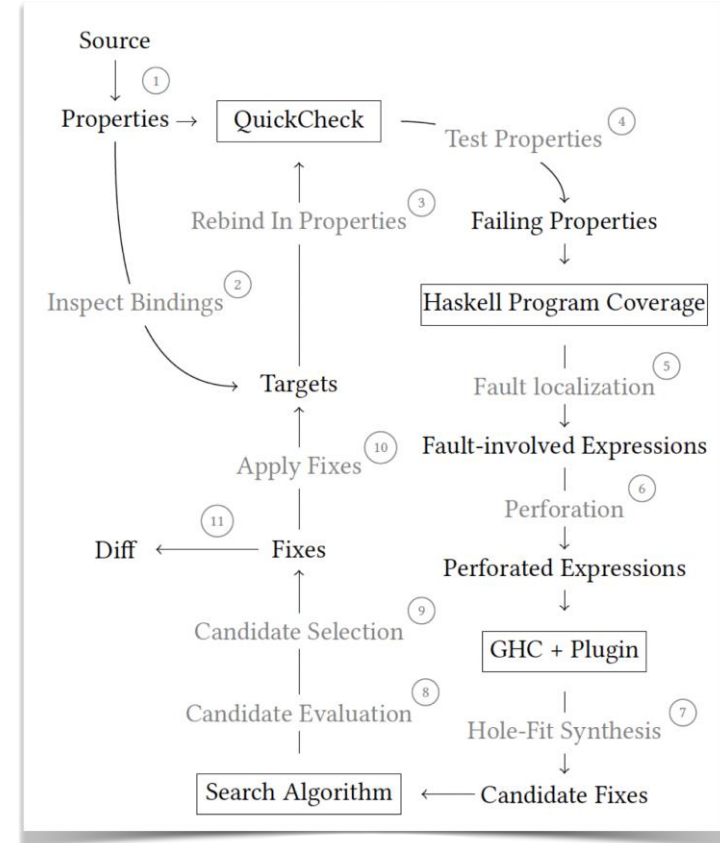 Source
1
Properties
QuickCheck
Test Properties 4
Rebind In Properties 3
Failing Properties
Inspect Bindings 2
Haskell Program Coverage
Targets
Fault localization 5
Apply Fixes 10
Fault-involved Expressions
Perforation 6
11
Diff
Fixes
Perforated Expressions
Candidate Selection 9
GHC + Plugin
Candidate Evaluation 8
Hole-Fit Synthesis 7
Search Algorithm
Candidate Fixes